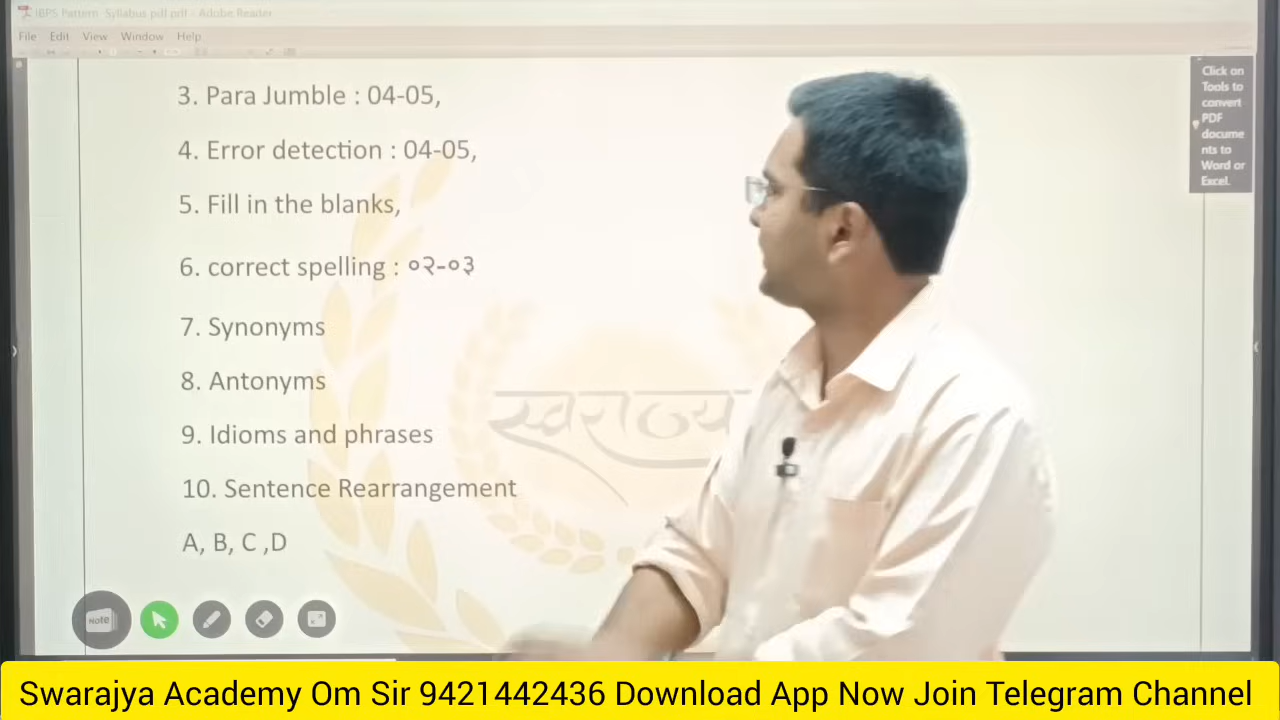 IBPS Pattern Syllabus pdf.pdf - Adobe Reader
File Edit View Window Help
Click on
Tools to
convert
PDF
docume
nts to
Word or
Excel.
3. Para Jumble : 04-05,
4. Error detection : 04-05,
5. Fill in the blanks,
6. correct spelling : ०२-०३
7. Synonyms
8. Antonyms
9. Idioms and phrases
स्वराज्य
10. Sentence Rearrangement
A, B, C ,D
Note
Swarajya Academy Om Sir 9421442436 Download App Now Join Telegram Channel